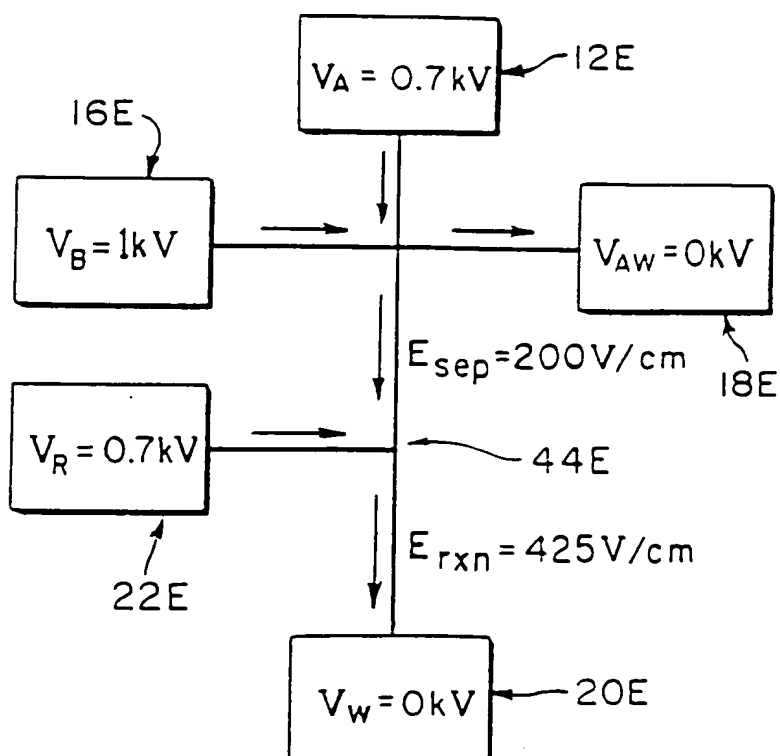 12E
V_A = 0.7kV
16E
V_B = 1kV
V_AW = 0kV
E_sep = 200V/cm
18E
V_R = 0.7kV
44E
E_rxn = 425V/cm
22E
V_W = 0kV
20E